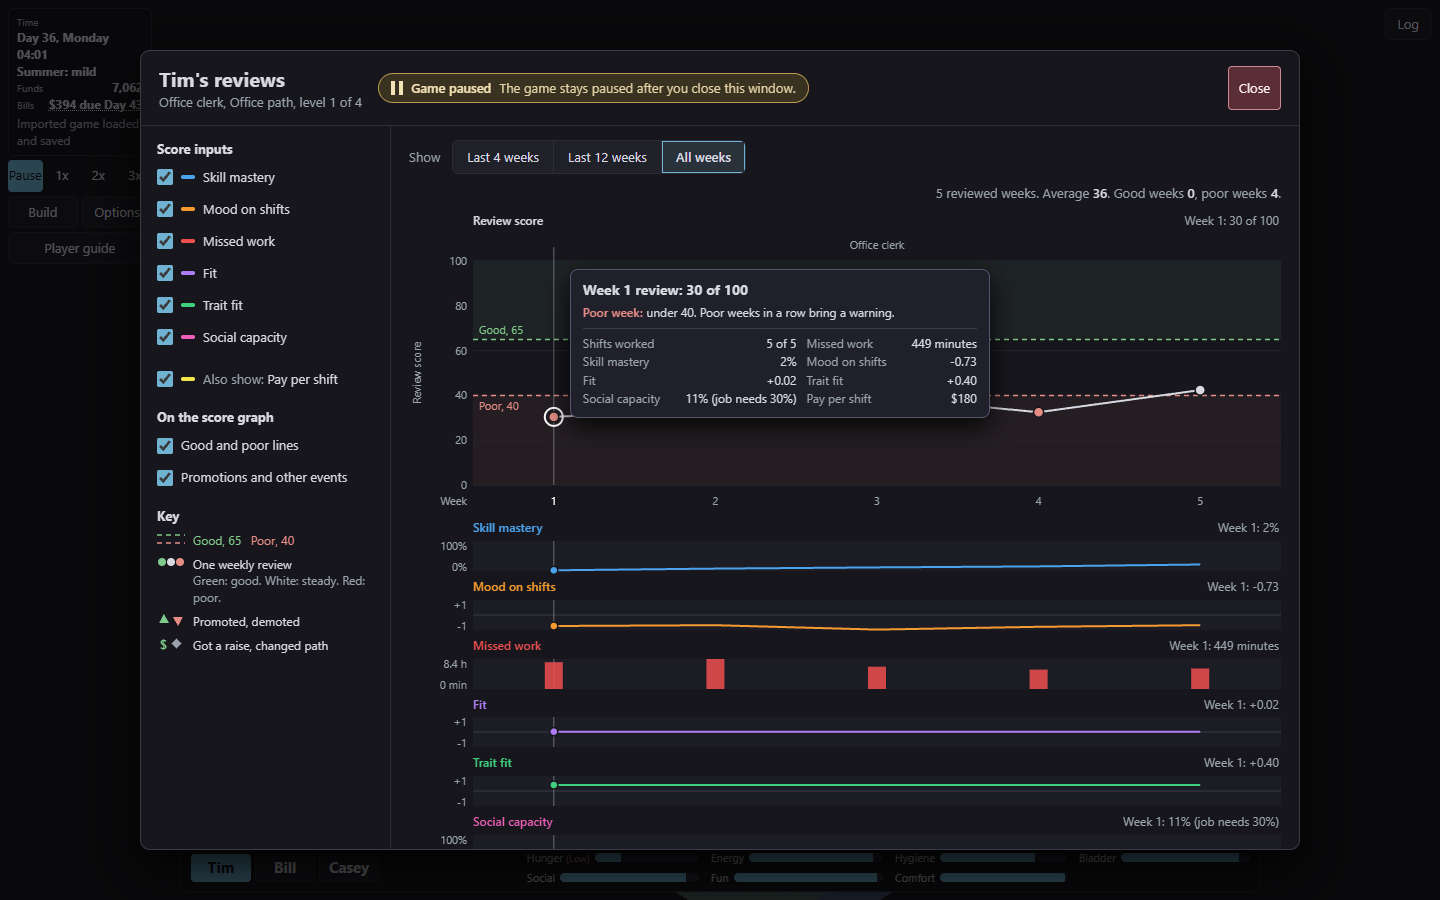 Time
Day 36, Monday
04:01
Summer: mild
Funds 7,062
Bills $394 due Day 43
Imported game loaded
and saved
Pause 1x 2x 3x
Build Options
Player guide
Log
Tim's reviews
Office clerk, Office path, level 1 of 4
Game paused The game stays paused after you close this window.
Close
Score inputs
Skill mastery
Mood on shifts
Missed work
Fit
Trait fit
Social capacity
Also show: Pay per shift
On the score graph
Good and poor lines
Promotions and other events
Key
Good, 65 Poor, 40
One weekly review
Green: good. White: steady. Red:
poor.
Promoted, demoted
$ Got a raise, changed path
Show Last 4 weeks Last 12 weeks All weeks
5 reviewed weeks. Average 36. Good weeks 0, poor weeks 4.
Review score Week 1: 30 of 100
Office clerk
Review score
100
80
60
40
20
0
Good, 65
Poor, 40
Week 1 review: 30 of 100
Poor week: under 40. Poor weeks in a row bring a warning.
Shifts worked 5 of 5 Missed work 449 minutes
Skill mastery 2% Mood on shifts -0.73
Fit +0.02 Trait fit +0.40
Social capacity 11% (job needs 30%) Pay per shift $180
Week 1 2 3 4 5
Skill mastery Week 1: 2%
100%
0%
Mood on shifts Week 1: -0.73
+1
-1
Missed work Week 1: 449 minutes
8.4 h
0 min
Fit Week 1: +0.02
+1
-1
Trait fit Week 1: +0.40
+1
-1
Social capacity Week 1: 11% (job needs 30%)
100%
Tim Bill Casey
Hunger (Low) Energy Hygiene Bladder
Social Fun Comfort